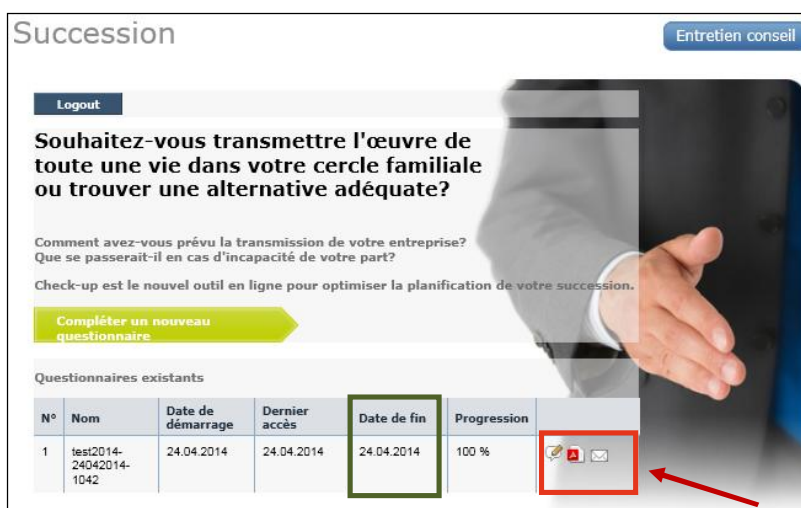 Succession
Entretien conseil
Logout
Souhaitez-vous transmettre l'œuvre de
toute une vie dans votre cercle familiale
ou trouver une alternative adéquate?
Comment avez-vous prévu la transmission de votre entreprise?
Que se passerait-il en cas d'incapacité de votre part?
Check-up est le nouvel outil en ligne pour optimiser la planification de votre succession.
Compléter un nouveau
questionnaire
Questionnaires existants
N° Nom Date de démarrage Dernier accès Date de fin Progression
1 test2014-24042014-1042 24.04.2014 24.04.2014 24.04.2014 100 %